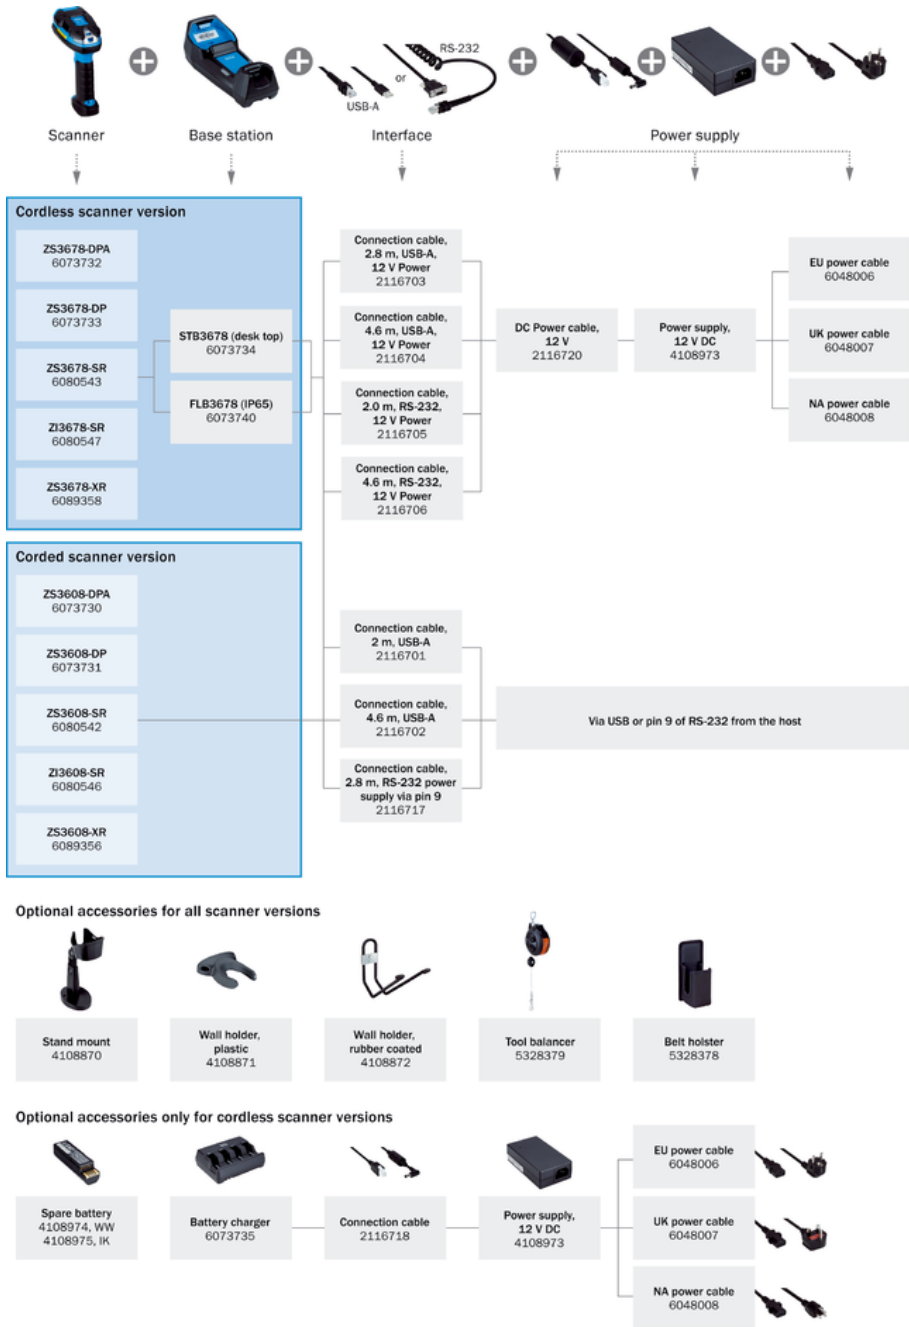 RS-232
or
USB-A
Scanner
Base station
Interface
Power supply
Cordless scanner version
ZS3678-DPA
6073732
ZS3678-DP
6073733
ZS3678-SR
6080543
ZI3678-SR
6080547
ZS3678-XR
6089358
STB3678 (desk top)
6073734
FLB3678 (IP65)
6073740
Connection cable,
2.8 m, USB-A,
12 V Power
2116703
Connection cable,
4.6 m, USB-A,
12 V Power
2116704
Connection cable,
2.0 m, RS-232,
12 V Power
2116705
Connection cable,
4.6 m, RS-232,
12 V Power
2116706
DC Power cable,
12 V
2116720
Power supply,
12 V DC
4108973
EU power cable
6048006
UK power cable
6048007
NA power cable
6048008
Corded scanner version
ZS3608-DPA
6073730
ZS3608-DP
6073731
ZS3608-SR
6080542
ZI3608-SR
6080546
ZS3608-XR
6089356
Connection cable,
2 m, USB-A
2116701
Connection cable,
4.6 m, USB-A
2116702
Connection cable,
2.8 m, RS-232 power
supply via pin 9
2116717
Via USB or pin 9 of RS-232 from the host
Optional accessories for all scanner versions
Stand mount
4108870
Wall holder,
plastic
4108871
Wall holder,
rubber coated
4108872
Tool balancer
5328379
Belt holster
5328378
Optional accessories only for cordless scanner versions
Spare battery
4108974, WW
4108975, IK
Battery charger
6073735
Connection cable
2116718
Power supply,
12 V DC
4108973
EU power cable
6048006
UK power cable
6048007
NA power cable
6048008